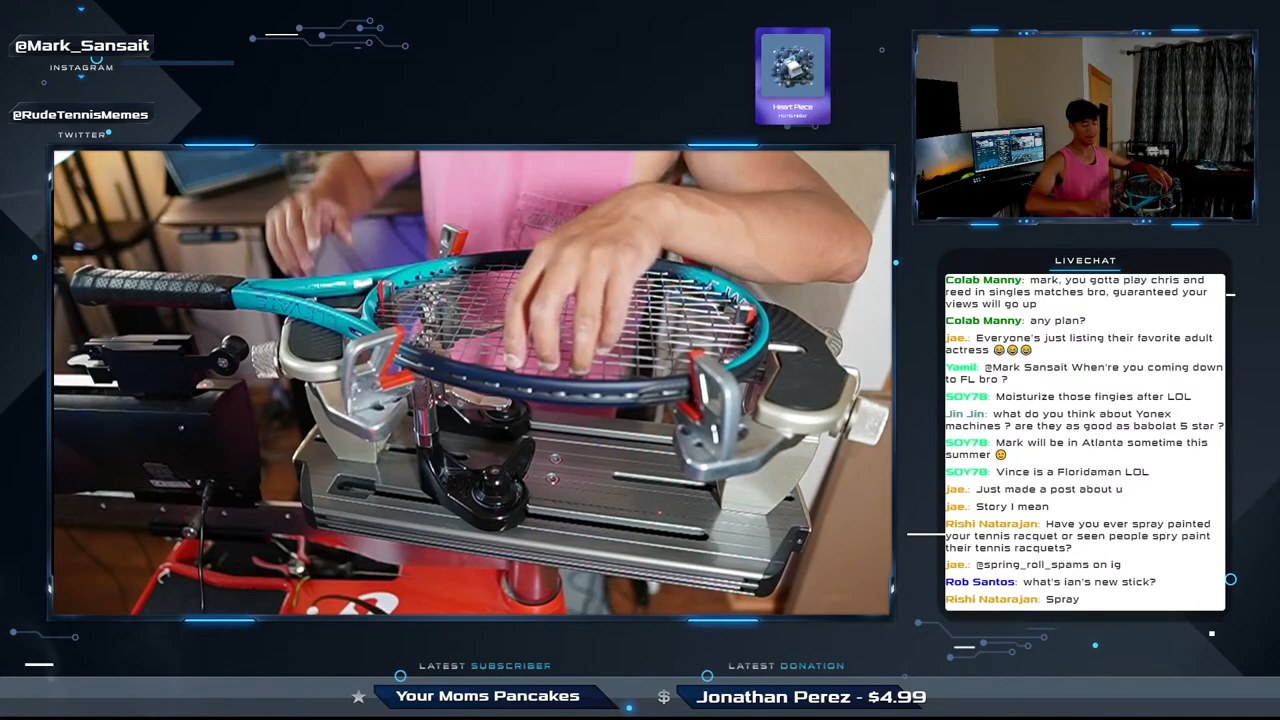 @Mark_Sansait
INSTAGRAM
@RudeTennisMemes
TWITTER
Heart Piece
LIVECHAT
Colab Manny: mark, you gotta play chris and
reed in singles matches bro, guaranteed your
views will go up
Colab Manny: any plan?
jae.: Everyone's just listing their favorite adult
actress 😄😄😄
Yamil: @Mark Sansait When're you coming down
to FL bro ?
SOY78: Moisturize those fingies after LOL
Jin Jin: what do you think about Yonex
machines ? are they as good as babolat 5 star ?
SOY78: Mark will be in Atlanta sometime this
summer 🙂
SOY78: Vince is a Floridaman LOL
jae.: Just made a post about u
jae.: Story I mean
Rishi Natarajan: Have you ever spray painted
your tennis racquet or seen people spry paint
their tennis racquets?
jae.: @spring_roll_spams on ig
Rob Santos: what's ian's new stick?
Rishi Natarajan: Spray
LATEST SUBSCRIBER
Your Moms Pancakes
LATEST DONATION
$ Jonathan Perez - $4.99